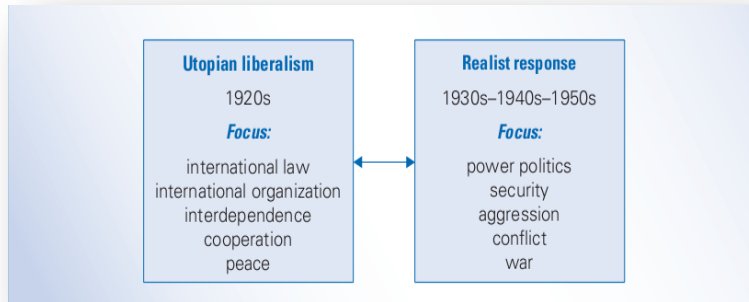 Utopian liberalism
1920s
Focus:
international law
international organization
interdependence
cooperation
peace
Realist response
1930s–1940s–1950s
Focus:
power politics
security
aggression
conflict
war